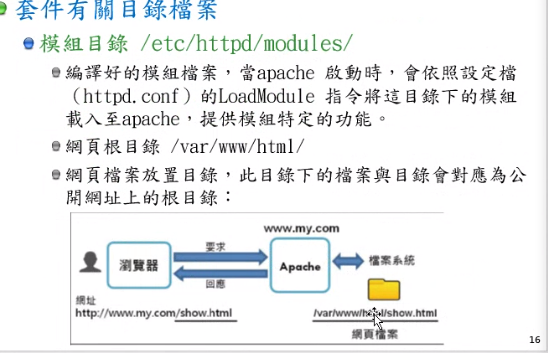 套件有關目錄檔案
模組目錄 /etc/httpd/modules/
編譯好的模組檔案，當apache 啟動時，會依照設定檔
（httpd.conf）的LoadModule 指令將這目錄下的模組
載入至apache，提供模組特定的功能。
網頁根目錄 /var/www/html/
網頁檔案放置目錄，此目錄下的檔案與目錄會對應為公
開網址上的根目錄：
www.my.com
要求
瀏覽器
Apache
檔案系統
回應
網址
http://www.my.com/show.html
/var/www/html/show.html
網頁檔案
16